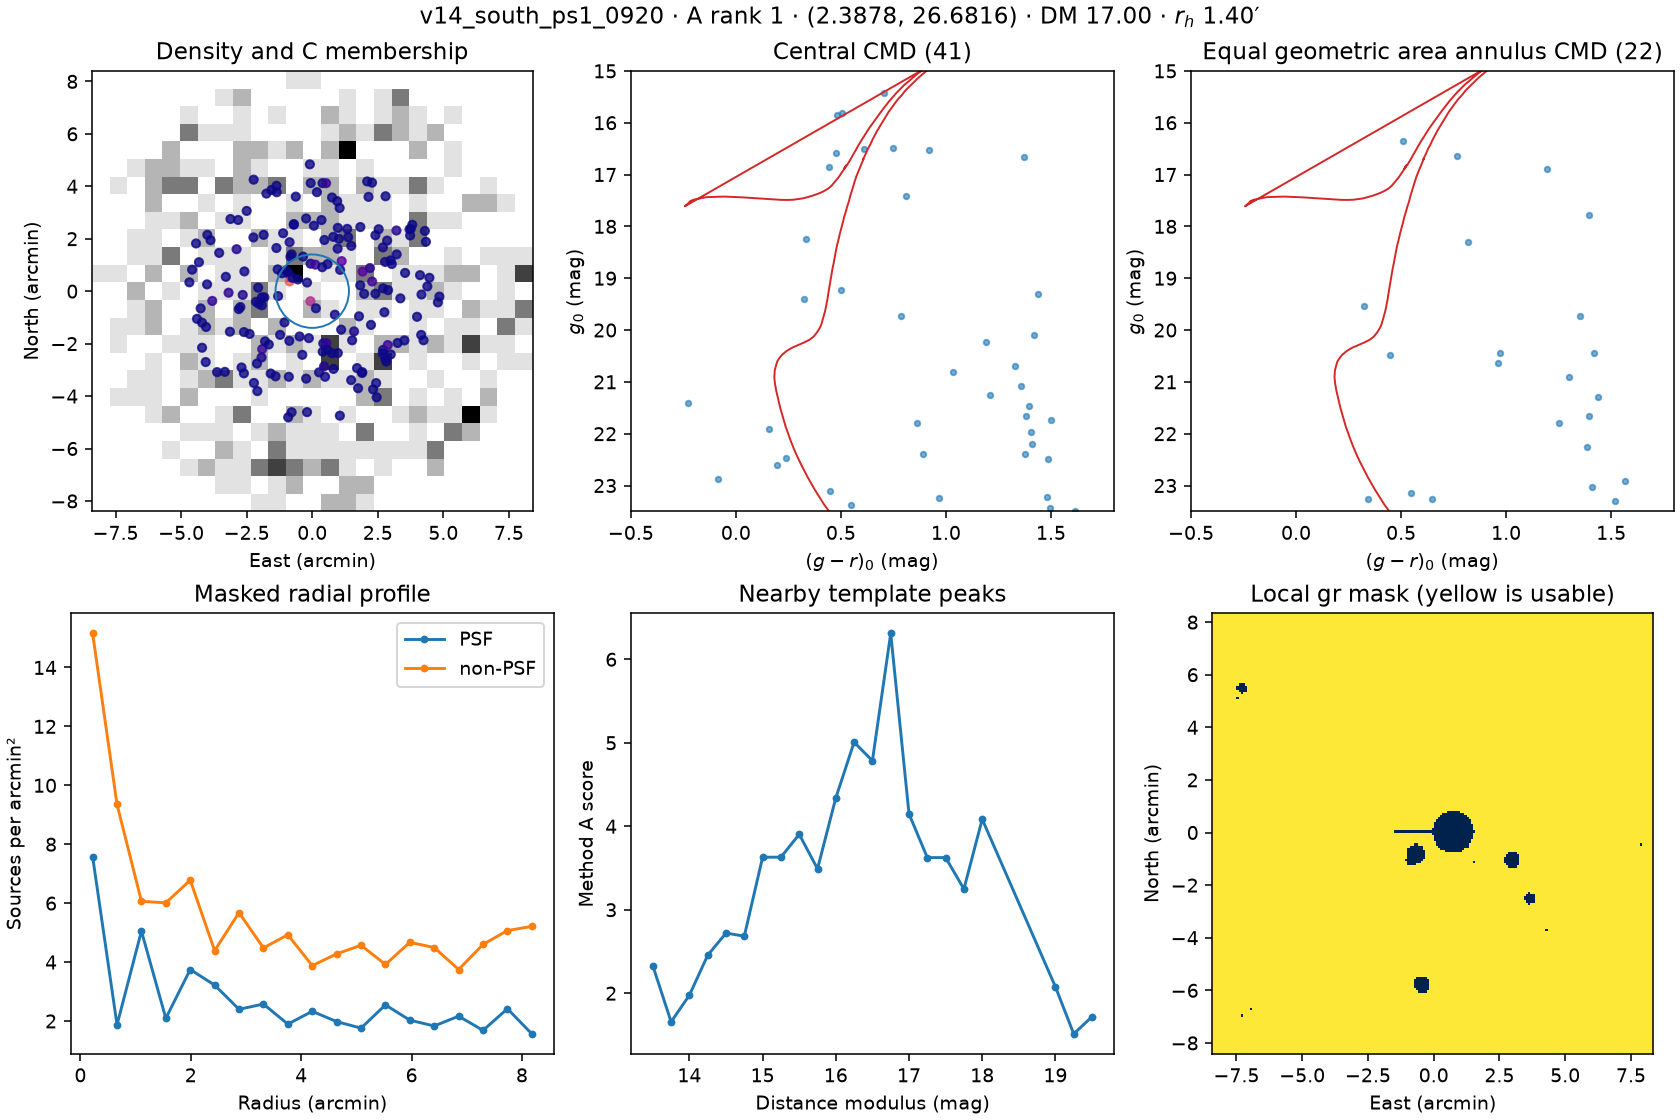 v14_south_ps1_0920 · A rank 1 · (2.3878, 26.6816) · DM 17.00 · r_h 1.40′
Density and C membership
8
6
4
2
0
−2
−4
−6
−8
North (arcmin)
−7.5 −5.0 −2.5 0.0 2.5 5.0 7.5
East (arcmin)
Central CMD (41)
15
16
17
18
19
20
21
22
23
g₀ (mag)
−0.5 0.0 0.5 1.0 1.5
(g − r)₀ (mag)
Equal geometric area annulus CMD (22)
15
16
17
18
19
20
21
22
23
g₀ (mag)
−0.5 0.0 0.5 1.0 1.5
(g − r)₀ (mag)
Masked radial profile
PSF
non-PSF
14
12
10
8
6
4
2
Sources per arcmin²
0 2 4 6 8
Radius (arcmin)
Nearby template peaks
6
5
4
3
2
Method A score
14 15 16 17 18 19
Distance modulus (mag)
Local gr mask (yellow is usable)
8
6
4
2
0
−2
−4
−6
−8
North (arcmin)
−7.5 −5.0 −2.5 0.0 2.5 5.0 7.5
East (arcmin)